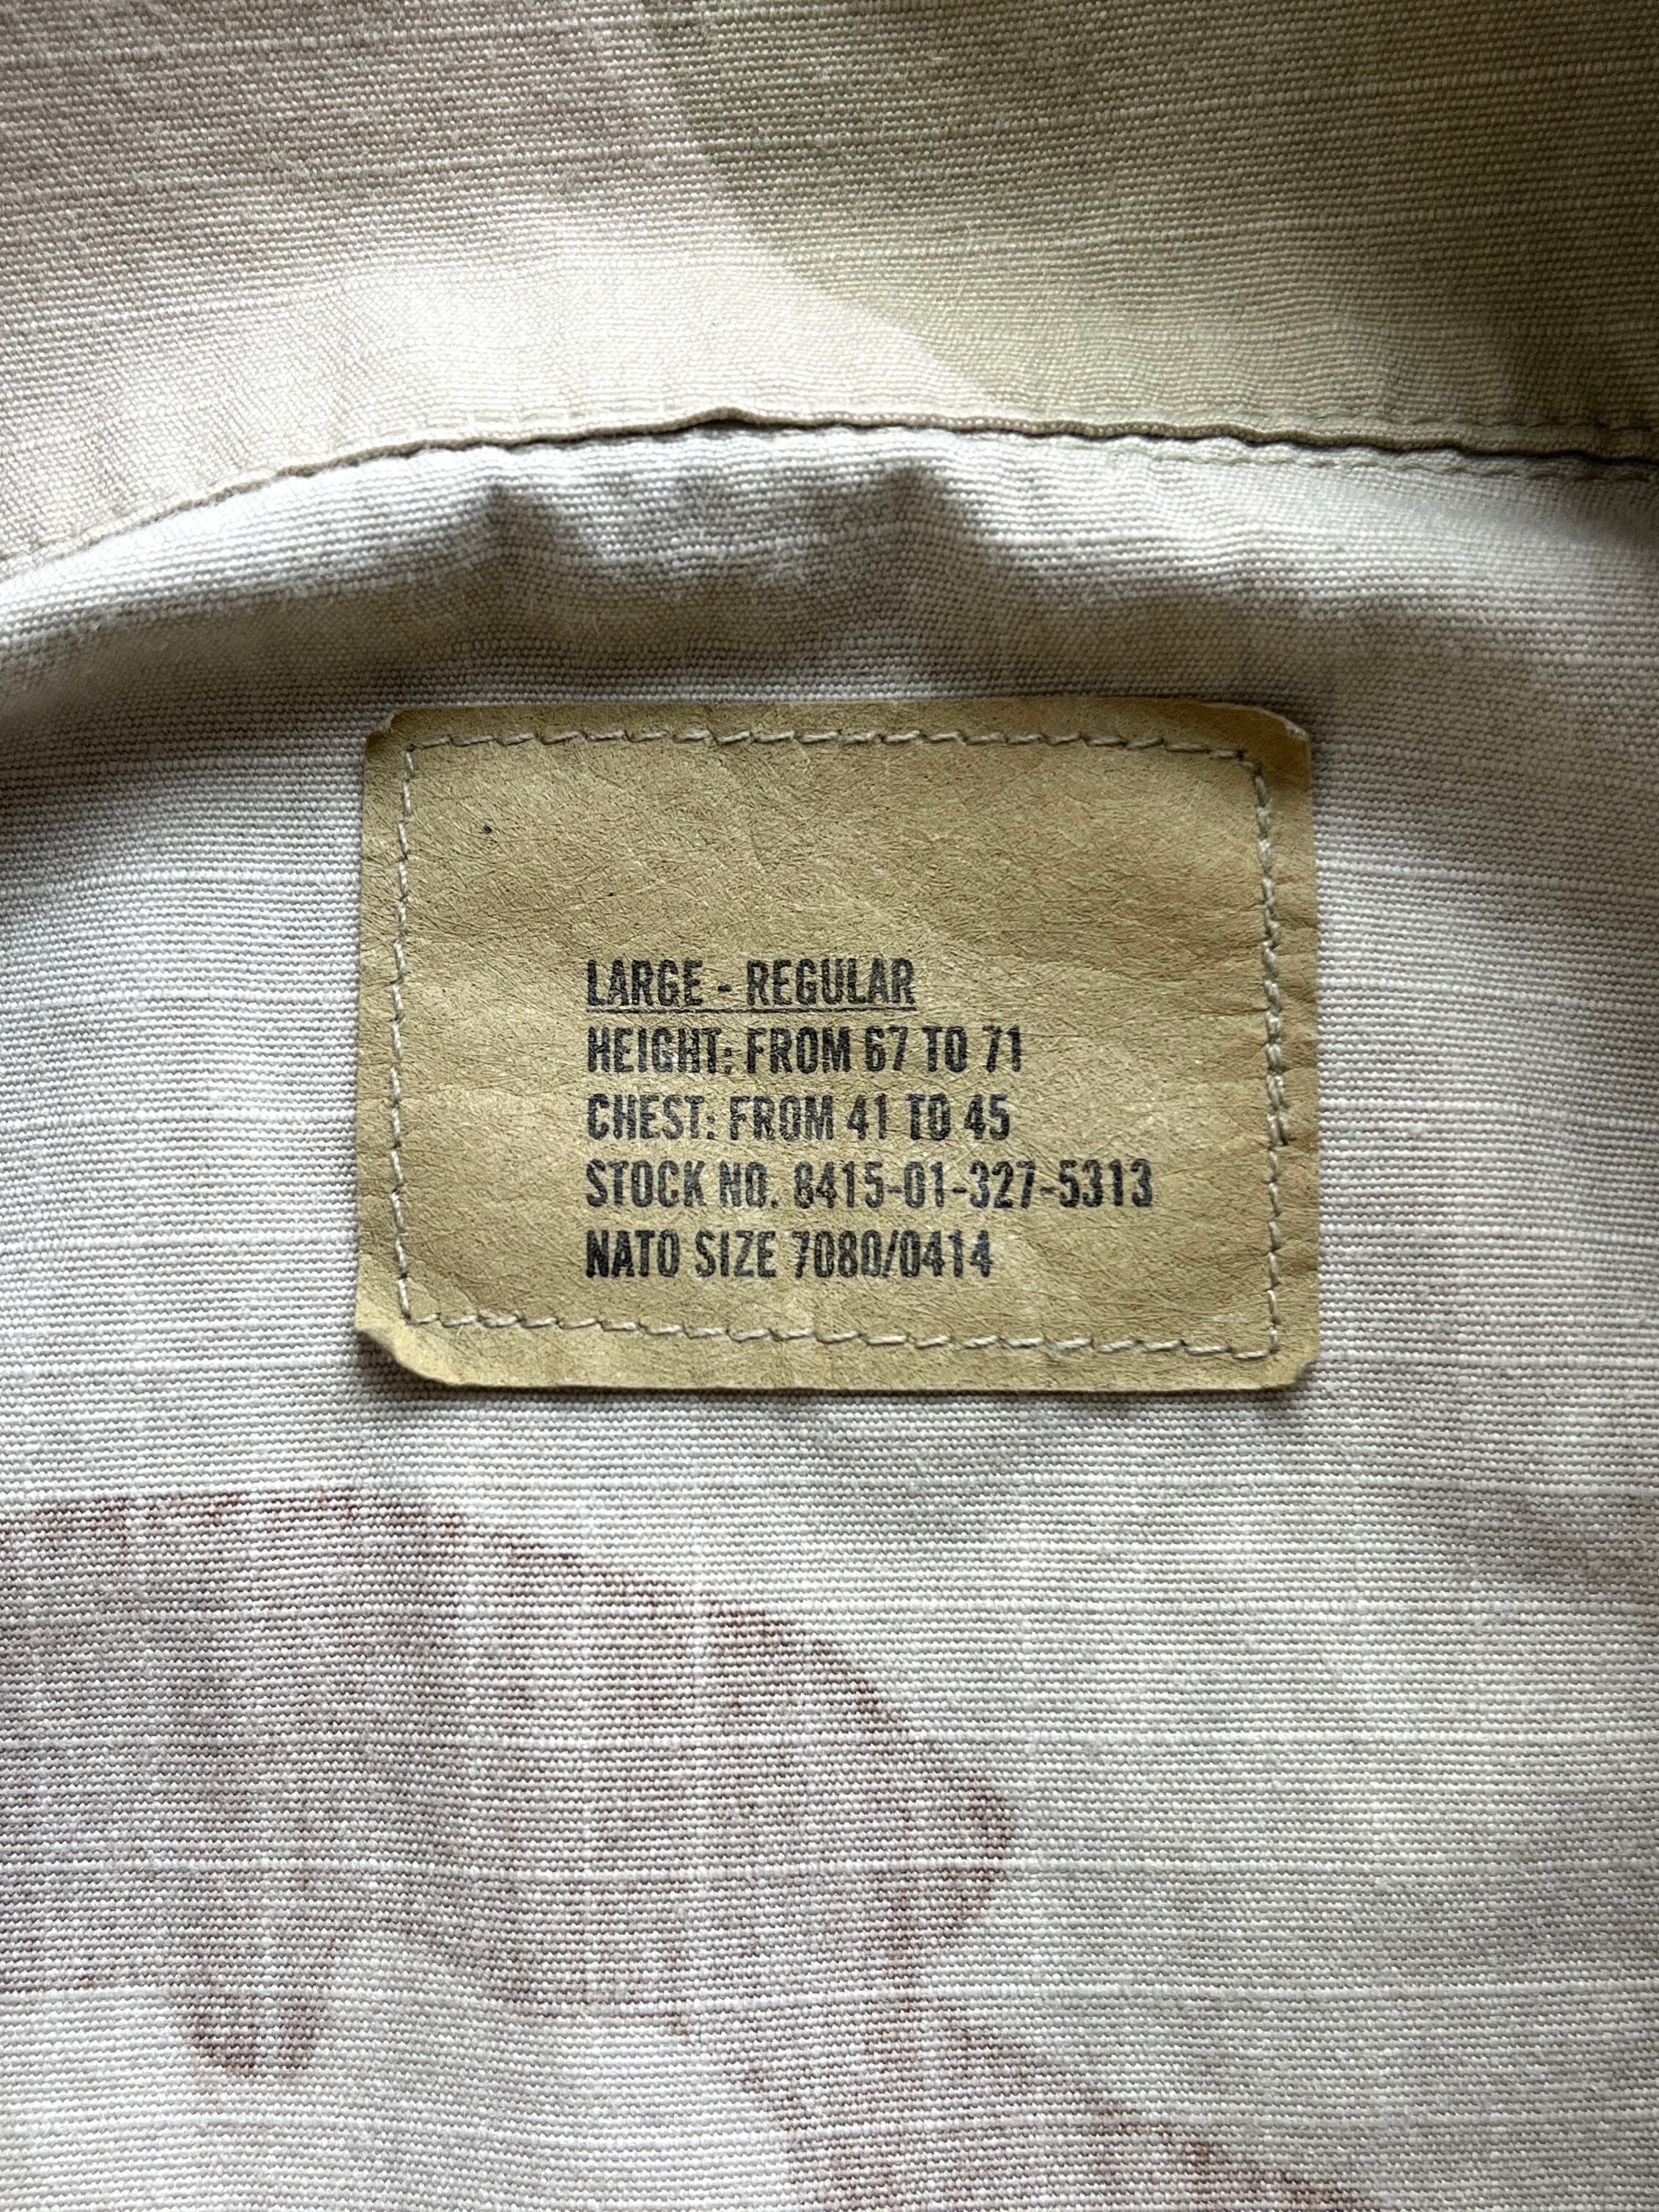 LARGE - REGULAR
HEIGHT: FROM 67 TO 71
CHEST: FROM 41 TO 45
STOCK NO. 8415-01-327-5313
NATO SIZE 7080/0414